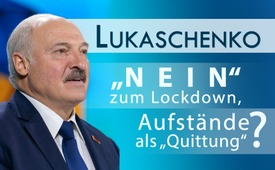 LUKASCHENKO
„NEIN“
zum Lockdown,
Aufstände
als „Quittung“?